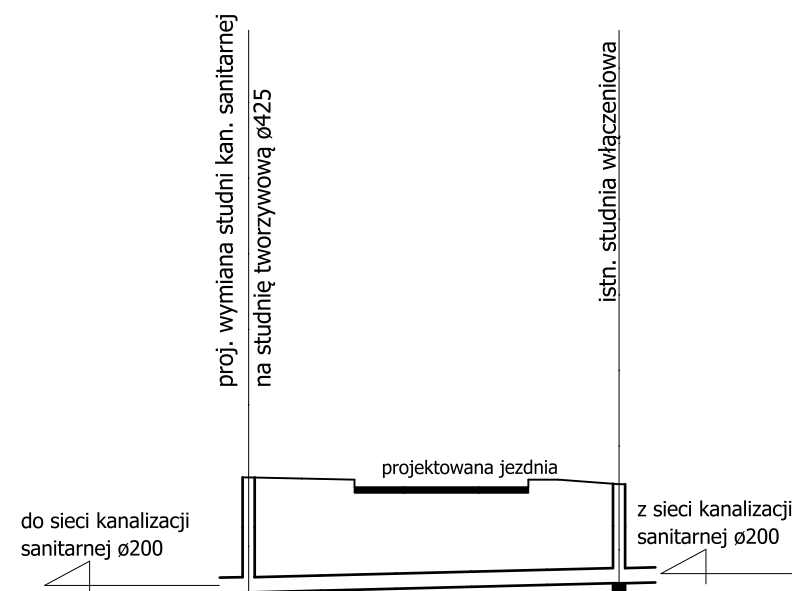 proj. wymiana studni kan. sanitarnej
na studnię tworzywową ø425
istn. studnia włączeniowa
projektowana jezdnia
do sieci kanalizacji
sanitarnej ø200
z sieci kanalizacji
sanitarnej ø200